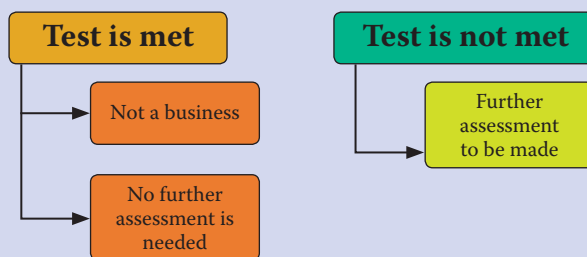 Test is met
Not a business
No further
assessment is
needed
Test is not met
Further
assessment
to be made